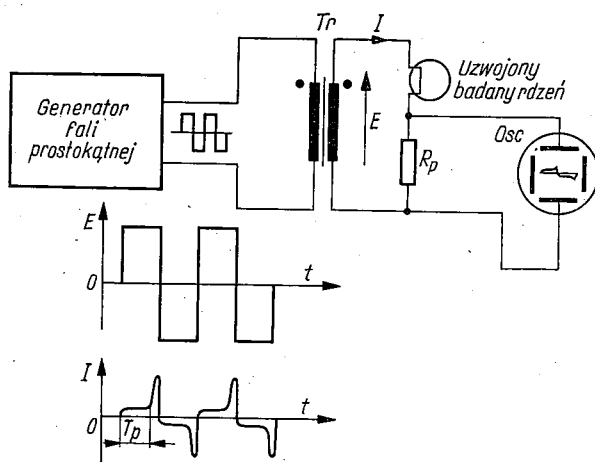 Tr
I
Generator
fali
prostokątnej
E
Uzwojony
badany rdzeń
Rp
Osc
E
0
t
I
0
t
Tp